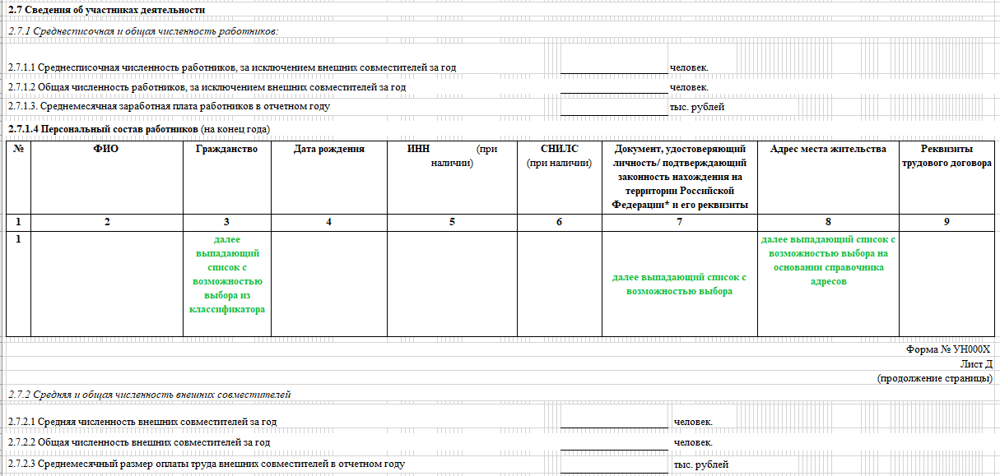 2.7 Сведения об участниках деятельности
2.7.1 Среднесписочная и общая численность работников:
2.7.1.1 Среднесписочная численность работников, за исключением внешних совместителей за год человек.
2.7.1.2 Общая численность работников, за исключением внешних совместителей за год человек.
2.7.1.3. Среднемесячная заработная плата работников в отчетном году тыс. рублей
2.7.1.4 Персональный состав работников (на конец года)
№ ФИО Гражданство Дата рождения ИНН (при наличии) СНИЛС (при наличии) Документ, удостоверяющий личность/ подтверждающий законность нахождения на территории Российской Федерации* и его реквизиты Адрес места жительства Реквизиты трудового договора
1 2 3 4 5 6 7 8 9
1
далее
выпадающий
список с
возможностью
выбора из
классификатора
далее выпадающий список с
возможностью выбора
далее выпадающий список с
возможностью выбора на
основании справочника
адресов
Форма № УН000Х
Лист Д
(продолжение страницы)
2.7.2 Средняя и общая численность внешних совместителей
2.7.2.1 Средняя численность внешних совместителей за год человек.
2.7.2.2 Общая численность внешних совместителей за год человек.
2.7.2.3 Среднемесячный размер оплаты труда внешних совместителей в отчетном году тыс. рублей